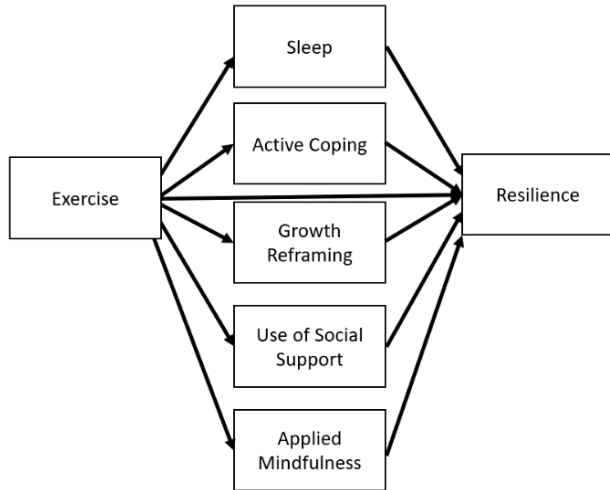 Sleep
Active Coping
Exercise
Resilience
Growth
Reframing
Use of Social
Support
Applied
Mindfulness